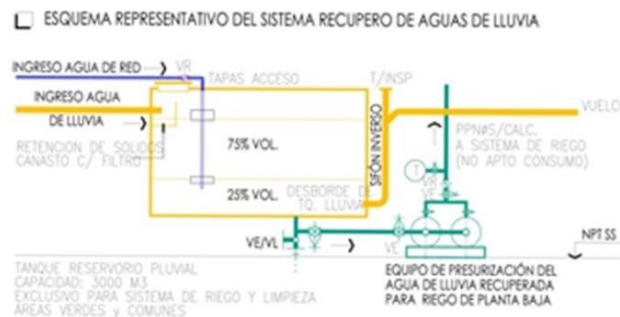 ESQUEMA REPRESENTATIVO DEL SISTEMA RECUPERO DE AGUAS DE LLUVIA
INGRESO AGUA DE RED
VR
TAPAS ACCESO
T/INSP
INGRESO AGUA
DE LLUVIA
VUELCO
RETENCION DE SOLIDOS
CANASTO C/ FILTRO
75% VOL.
SIFÓN INVERSO
PPN#S/CALC.
A SISTEMA DE RIEGO
(NO APTO CONSUMO)
T
VR
VE
25% VOL.
DESBORDE DE
TQ. LLUVIA
VE/VL
VE
NPT SS
TANQUE RESERVORIO PLUVIAL
CAPACIDAD: 3000 M3
EXCLUSIVO PARA SISTEMA DE RIEGO Y LIMPIEZA
AREAS VERDES y COMUNES
EQUIPO DE PRESURIZACIÓN DEL
AGUA DE LLUVIA RECUPERADA
PARA RIEGO DE PLANTA BAJA